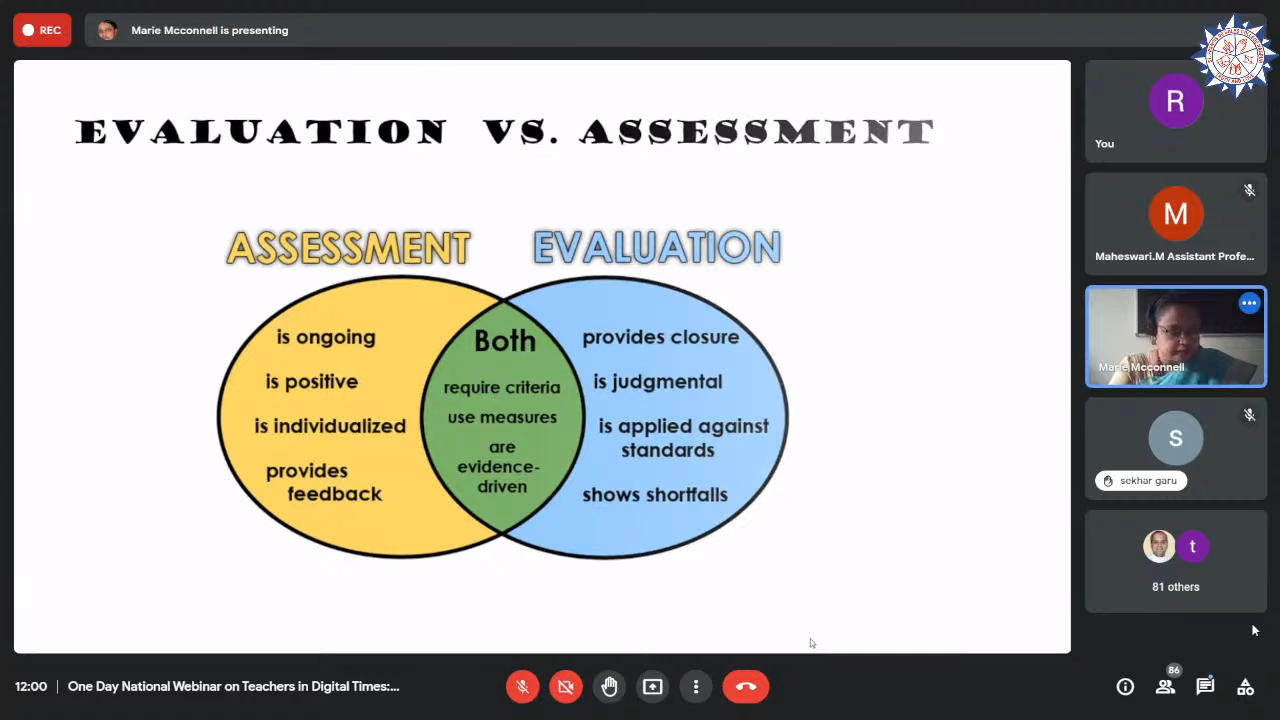 REC
Marie Mcconnell is presenting
EVALUATION VS. ASSESSMENT
ASSESSMENT
EVALUATION
is ongoing
is positive
is individualized
provides
feedback
Both
require criteria
use measures
are
evidence-
driven
provides closure
is judgmental
is applied against
standards
shows shortfalls
R
You
M
Maheswari.M Assistant Profe...
Marie Mcconnell
s
sekhar garu
t
81 others
12:00
One Day National Webinar on Teachers in Digital Times:...
86